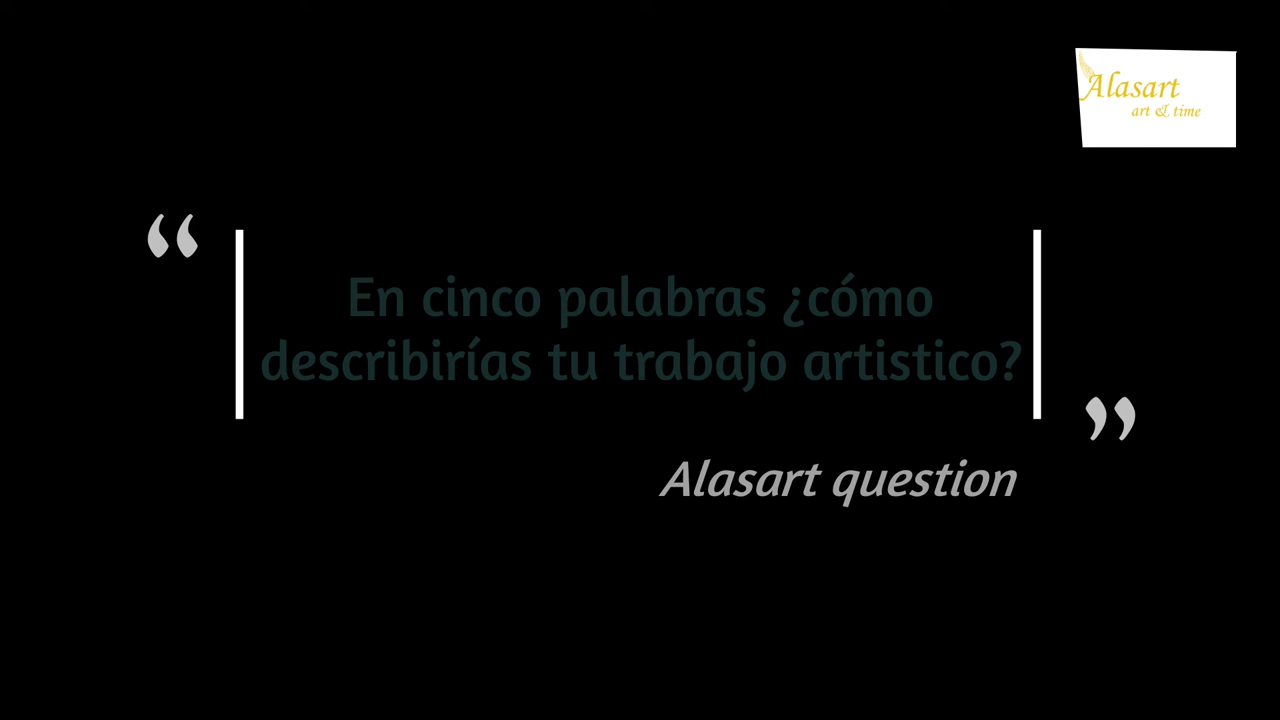 Alasart
art & time
“
En cinco palabras ¿cómo
describirías tu trabajo artistico?
”
Alasart question